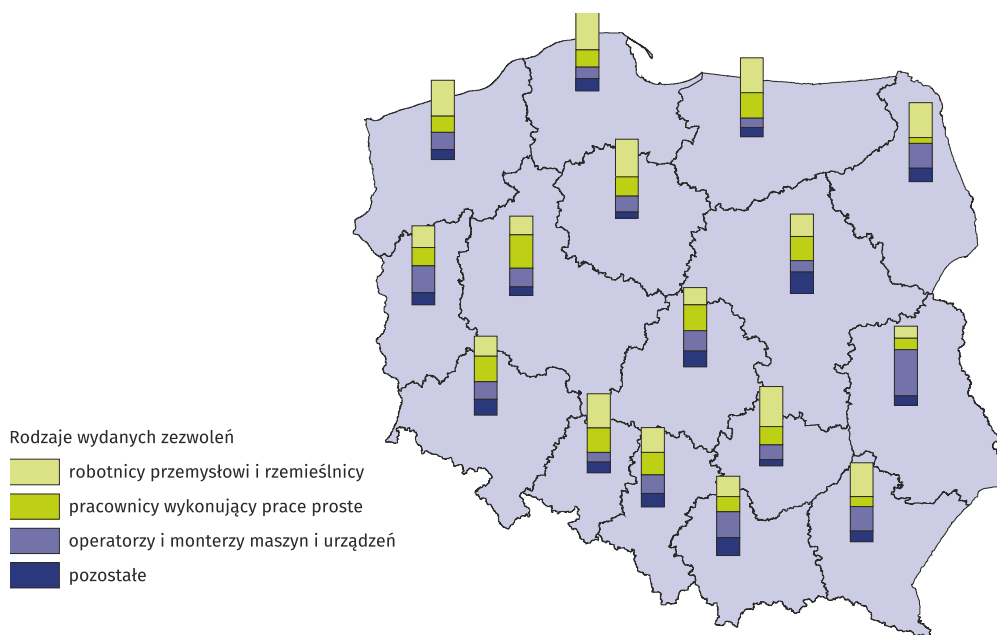 Rodzaje wydanych zezwoleń
robotnicy przemysłowi i rzemieślnicy
pracownicy wykonujący prace proste
operatorzy i monterzy maszyn i urządzeń
pozostałe